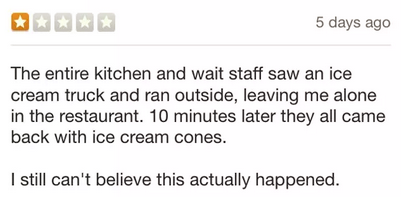 5 days ago
The entire kitchen and wait staff saw an ice
cream truck and ran outside, leaving me alone
in the restaurant. 10 minutes later they all came
back with ice cream cones.
I still can't believe this actually happened.